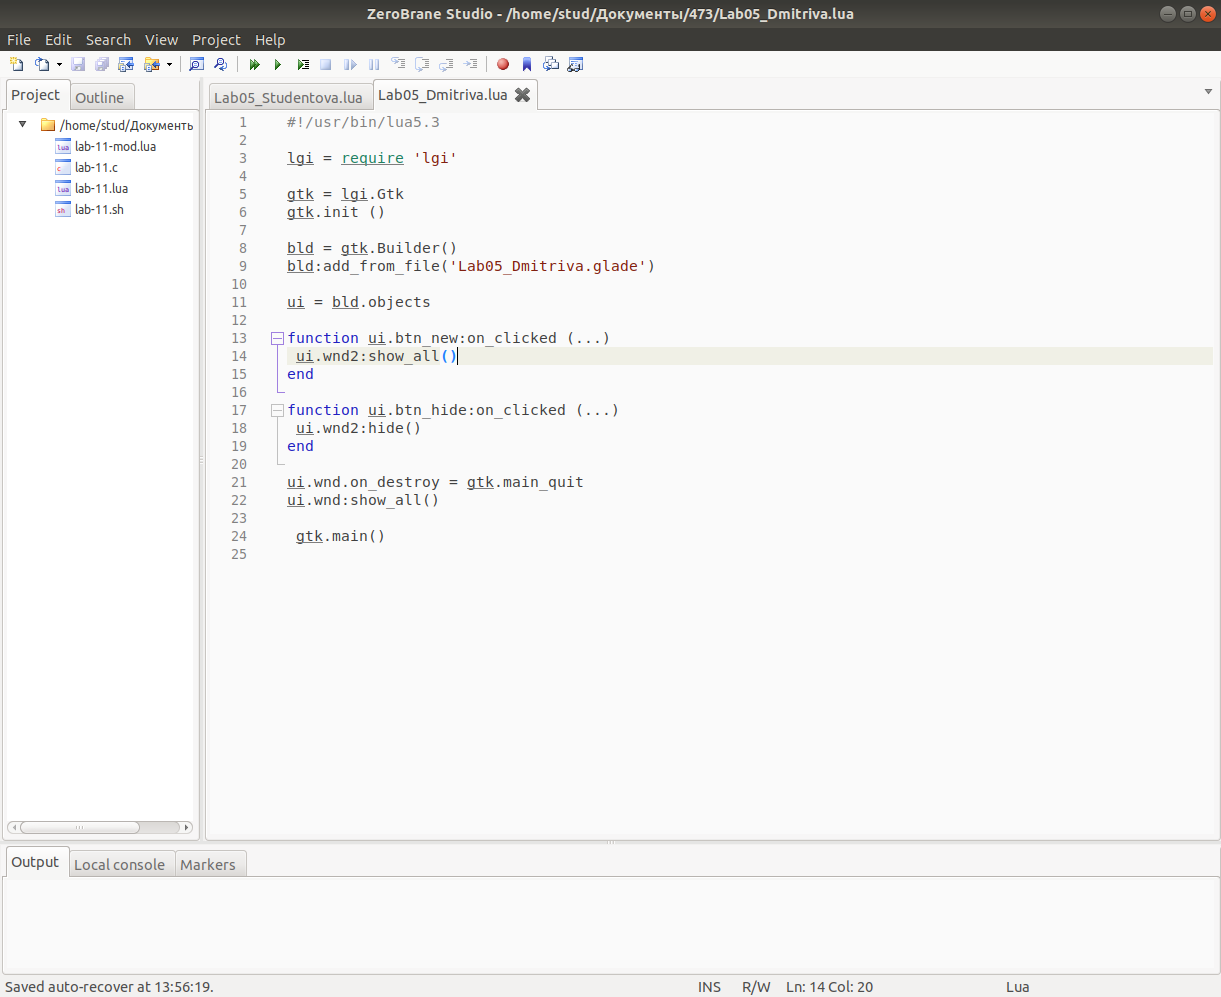 ZeroBrane Studio - /home/stud/Документы/473/Lab05_Dmitriva.lua
File Edit Search View Project Help
Project Outline
/home/stud/Документь
lab-11-mod.lua
lab-11.c
lab-11.lua
lab-11.sh
Lab05_Studentova.lua Lab05_Dmitriva.lua
1 #!/usr/bin/lua5.3
2
3 lgi = require 'lgi'
4
5 gtk = lgi.Gtk
6 gtk.init ()
7
8 bld = gtk.Builder()
9 bld:add_from_file('Lab05_Dmitriva.glade')
10
11 ui = bld.objects
12
13 function ui.btn_new:on_clicked (...)
14 ui.wnd2:show_all()
15 end
16
17 function ui.btn_hide:on_clicked (...)
18 ui.wnd2:hide()
19 end
20
21 ui.wnd.on_destroy = gtk.main_quit
22 ui.wnd:show_all()
23
24 gtk.main()
25
Output Local console Markers
Saved auto-recover at 13:56:19. INS R/W Ln: 14 Col: 20 Lua